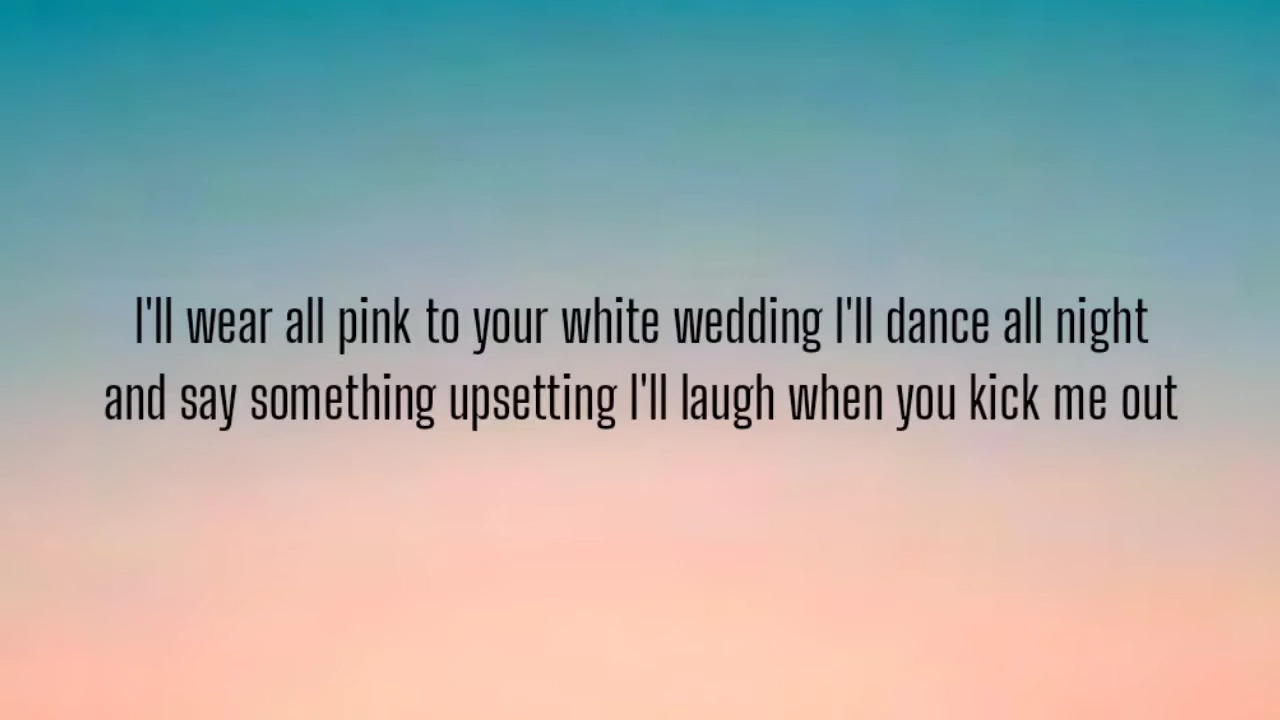 I'll wear all pink to your white wedding I'll dance all night
and say something upsetting I'll laugh when you kick me out